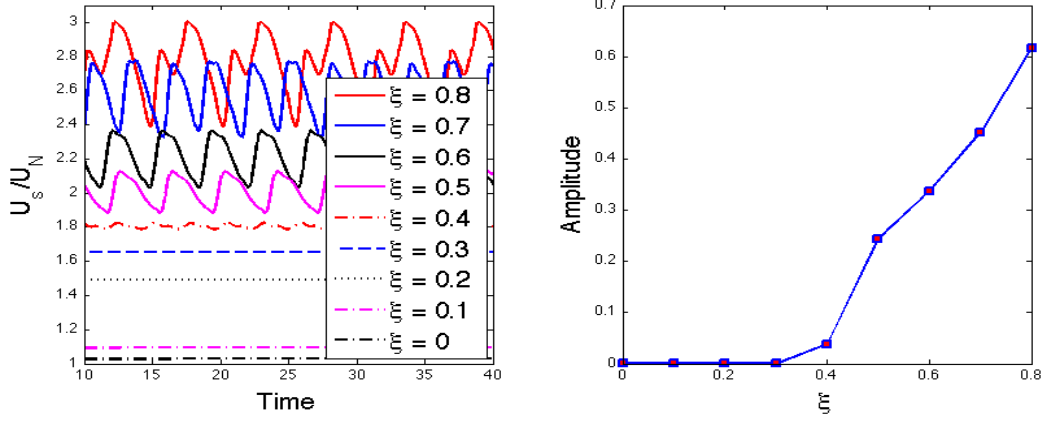 3
2.8
2.6
2.4
2.2
2
1.8
1.6
1.4
1.2
1
U_s/U_N
10
15
20
25
30
35
40
Time
ξ = 0.8
ξ = 0.7
ξ = 0.6
ξ = 0.5
ξ = 0.4
ξ = 0.3
ξ = 0.2
ξ = 0.1
ξ = 0
0.7
0.6
0.5
0.4
0.3
0.2
0.1
0
Amplitude
0
0.2
0.4
0.6
0.8
ξ